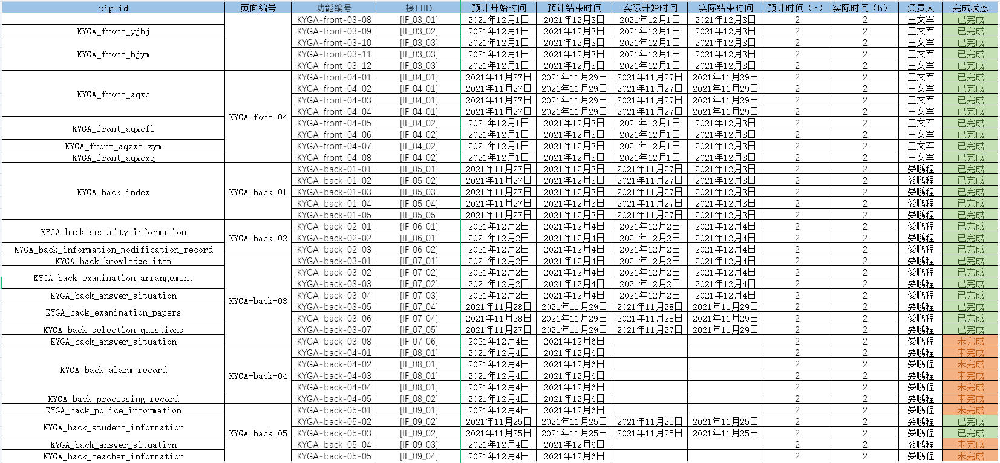 uip-id 页面编号 功能编号 接口ID 预计开始时间 预计结束时间 实际开始时间 实际结束时间 预计时间（h） 实际时间（h） 负责人 完成状态
KYGA-front-03-08 [IF_03_01] 2021年12月1日 2021年12月3日 2021年12月1日 2021年12月3日 2 2 王文军 已完成
KYGA_front_yjbj KYGA-front-03-09 [IF_03_02] 2021年12月1日 2021年12月3日 2021年12月1日 2021年12月3日 2 2 王文军 已完成
KYGA-front-03-10 [IF_03_03] 2021年12月1日 2021年12月3日 2021年12月1日 2021年12月3日 2 2 王文军 已完成
KYGA_front_bjym KYGA-front-03-11 [IF_03_03] 2021年12月1日 2021年12月3日 2021年12月1日 2021年12月3日 2 2 王文军 已完成
KYGA-front-03-12 [IF_03_03] 2021年12月1日 2021年12月3日 2021年12月1日 2021年12月3日 2 2 王文军 已完成
KYGA-front-04-01 [IF_04_01] 2021年11月27日 2021年11月29日 2021年11月27日 2021年11月29日 2 2 王文军 已完成
KYGA_front_aqxc KYGA-front-04-02 [IF_04_01] 2021年11月27日 2021年11月29日 2021年11月27日 2021年11月29日 2 2 王文军 已完成
KYGA-front-04-03 [IF_04_01] 2021年11月27日 2021年11月29日 2021年11月27日 2021年11月29日 2 2 王文军 已完成
KYGA-font-04 KYGA-front-04-04 [IF_04_01] 2021年11月27日 2021年11月29日 2021年11月27日 2021年11月29日 2 2 王文军 已完成
KYGA_front_aqxcfl KYGA-front-04-05 [IF_04_02] 2021年12月1日 2021年12月3日 2021年12月1日 2021年12月3日 2 2 王文军 已完成
KYGA-front-04-06 [IF_04_02] 2021年12月1日 2021年12月3日 2021年12月1日 2021年12月3日 2 2 王文军 已完成
KYGA_front_aqzxflzym KYGA-front-04-07 [IF_04_02] 2021年12月1日 2021年12月3日 2021年12月1日 2021年12月3日 2 2 王文军 已完成
KYGA_front_aqxcxq KYGA-front-04-08 [IF_04_02] 2021年12月1日 2021年12月3日 2021年12月1日 2021年12月3日 2 2 王文军 已完成
KYGA-back-01-01 [IF_05_01] 2021年11月27日 2021年12月3日 2021年11月27日 2021年12月3日 2 2 娄鹏程 已完成
KYGA-back-01-02 [IF_05_02] 2021年11月27日 2021年12月3日 2021年11月27日 2021年12月3日 2 2 娄鹏程 已完成
KYGA_back_index KYGA-back-01 KYGA-back-01-03 [IF_05_03] 2021年11月27日 2021年12月3日 2021年11月27日 2021年12月3日 2 2 娄鹏程 已完成
KYGA-back-01-04 [IF_05_04] 2021年11月27日 2021年12月3日 2021年11月27日 2021年12月3日 2 2 娄鹏程 已完成
KYGA-back-01-05 [IF_05_05] 2021年11月27日 2021年12月3日 2021年11月27日 2021年12月3日 2 2 娄鹏程 已完成
KYGA_back_security_information KYGA-back-02-01 [IF_06_01] 2021年12月2日 2021年12月4日 2021年12月2日 2021年12月4日 2 2 娄鹏程 已完成
KYGA-back-02 KYGA-back-02-02 [IF_06_01] 2021年12月2日 2021年12月4日 2021年12月2日 2021年12月4日 2 2 娄鹏程 已完成
KYGA_back_information_modification_record KYGA-back-02-03 [IF_06_02] 2021年12月2日 2021年12月4日 2021年12月2日 2021年12月4日 2 2 娄鹏程 已完成
KYGA_back_knowledge_item KYGA-back-03-01 [IF_07_01] 2021年12月2日 2021年12月4日 2021年12月2日 2021年12月4日 2 2 娄鹏程 已完成
KYGA_back_examination_arrangement KYGA-back-03-02 [IF_07_02] 2021年12月2日 2021年12月4日 2021年12月2日 2021年12月4日 2 2 娄鹏程 已完成
KYGA-back-03-03 [IF_07_02] 2021年12月2日 2021年12月4日 2021年12月2日 2021年12月4日 2 2 娄鹏程 已完成
KYGA_back_answer_situation KYGA-back-03 KYGA-back-03-04 [IF_07_03] 2021年12月2日 2021年12月4日 2021年12月2日 2021年12月4日 2 2 娄鹏程 已完成
KYGA_back_examination_papers KYGA-back-03-05 [IF_07_04] 2021年11月28日 2021年11月29日 2021年11月28日 2021年11月29日 2 2 娄鹏程 已完成
KYGA-back-03-06 [IF_07_04] 2021年11月28日 2021年11月29日 2021年11月28日 2021年11月29日 2 2 娄鹏程 已完成
KYGA_back_selection_questions KYGA-back-03-07 [IF_07_05] 2021年11月27日 2021年11月29日 2021年11月27日 2021年11月29日 2 2 娄鹏程 已完成
KYGA_back_answer_situation KYGA-back-03-08 [IF_07_06] 2021年12月4日 2021年12月6日 2 2 娄鹏程 未完成
KYGA-back-04-01 [IF_08_01] 2021年12月4日 2021年12月6日 2 2 娄鹏程 未完成
KYGA_back_alarm_record KYGA-back-04-02 [IF_08_01] 2021年12月4日 2021年12月6日 2 2 娄鹏程 未完成
KYGA-back-04 KYGA-back-04-03 [IF_08_01] 2021年12月4日 2021年12月6日 2 2 娄鹏程 未完成
KYGA-back-04-04 [IF_08_01] 2021年12月4日 2021年12月6日 2 2 娄鹏程 未完成
KYGA_back_processing_record KYGA-back-04-05 [IF_08_02] 2021年12月4日 2021年12月6日 2 2 娄鹏程 未完成
KYGA_back_police_information KYGA-back-05-01 [IF_09_01] 2021年12月4日 2021年12月6日 2 2 娄鹏程 未完成
KYGA_back_student_information KYGA-back-05-02 [IF_09_02] 2021年11月25日 2021年11月25日 2021年11月25日 2021年11月25日 2 2 娄鹏程 已完成
KYGA-back-05 KYGA-back-05-03 [IF_09_02] 2021年11月25日 2021年11月25日 2021年11月25日 2021年11月25日 2 2 娄鹏程 已完成
KYGA_back_answer_situation KYGA-back-05-04 [IF_09_03] 2021年12月4日 2021年12月6日 2 2 娄鹏程 未完成
KYGA_back_teacher_information KYGA-back-05-05 [IF_09_04] 2021年12月4日 2021年12月6日 2 2 娄鹏程 未完成